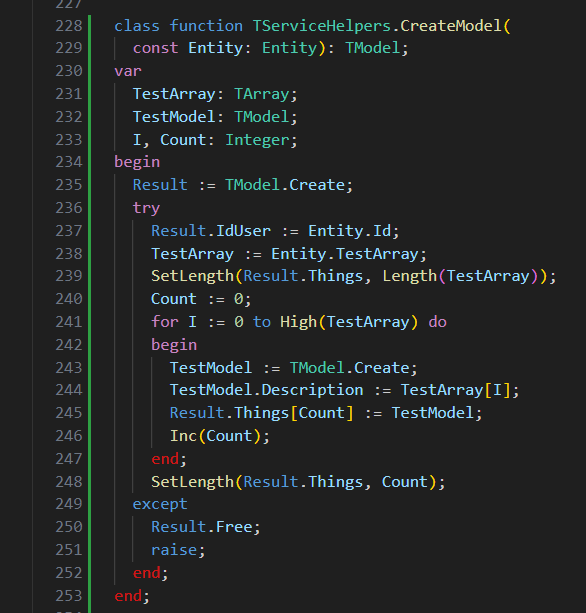 227
228 class function TServiceHelpers.CreateModel(
229 const Entity: Entity): TModel;
230 var
231 TestArray: TArray;
232 TestModel: TModel;
233 I, Count: Integer;
234 begin
235 Result := TModel.Create;
236 try
237 Result.IdUser := Entity.Id;
238 TestArray := Entity.TestArray;
239 SetLength(Result.Things, Length(TestArray));
240 Count := 0;
241 for I := 0 to High(TestArray) do
242 begin
243 TestModel := TModel.Create;
244 TestModel.Description := TestArray[I];
245 Result.Things[Count] := TestModel;
246 Inc(Count);
247 end;
248 SetLength(Result.Things, Count);
249 except
250 Result.Free;
251 raise;
252 end;
253 end;